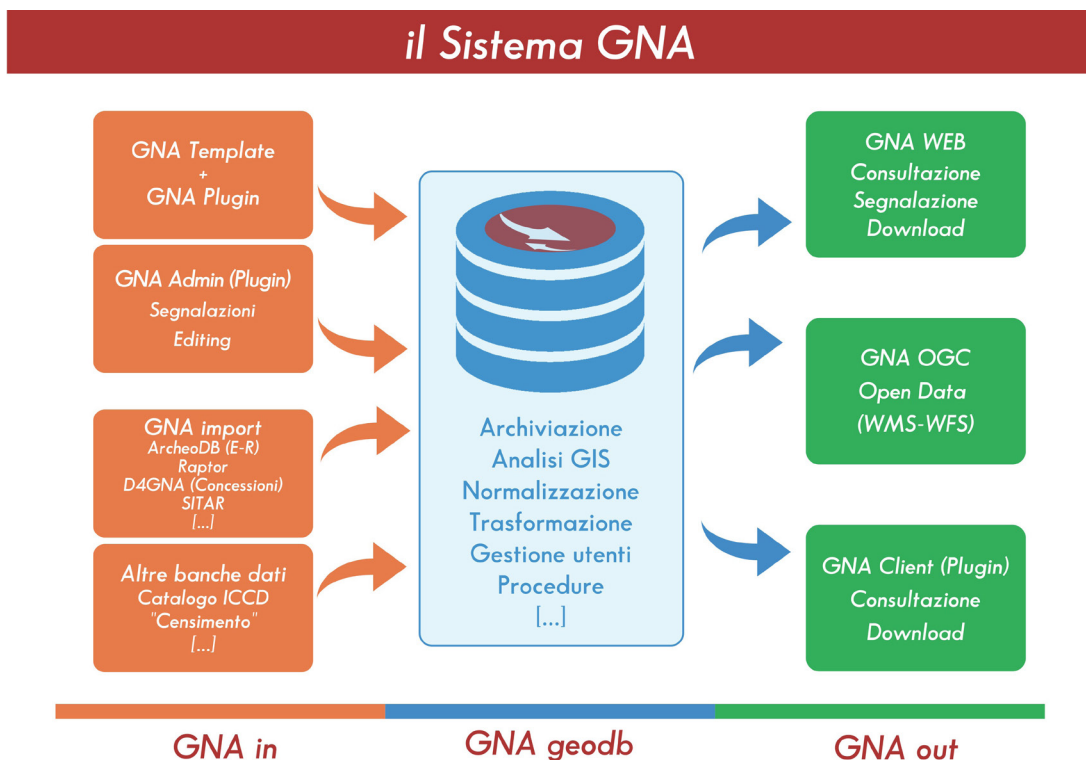 il Sistema GNA
GNA Template
+
GNA Plugin
GNA Admin (Plugin)
Segnalazioni
Editing
GNA import
ArcheoDB (E-R)
Raptor
D4GNA (Concessioni)
SITAR
[...]
Altre banche dati
Catalogo ICCD
"Censimento"
[...]
Archiviazione
Analisi GIS
Normalizzazione
Trasformazione
Gestione utenti
Procedure
[...]
GNA WEB
Consultazione
Segnalazione
Download
GNA OGC
Open Data
(WMS-WFS)
GNA Client (Plugin)
Consultazione
Download
GNA in
GNA geodb
GNA out